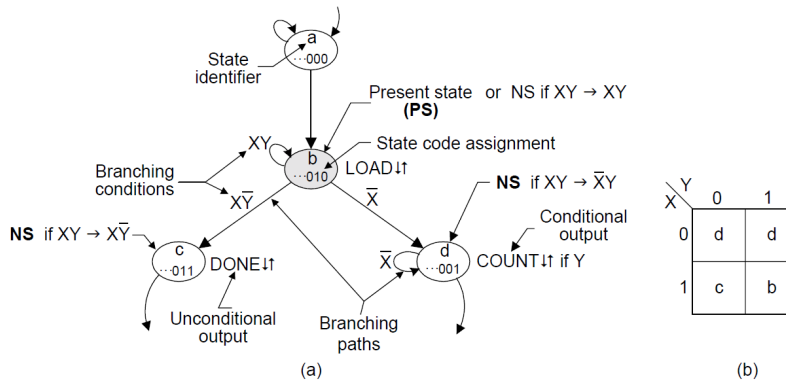 a
···000
State
identifier
Present state or NS if XY → XY
(PS)
State code assignment
XY
b
···010
LOAD↓↑
Branching
conditions
XY̅
X̅
NS if XY → X̅Y
NS if XY → XY̅
Conditional
output
c
···011
DONE↓↑
X̅
d
···001
COUNT↓↑ if Y
Unconditional
output
Branching
paths
(a)
Y
X
0 1
0 d d
1 c b
(b)